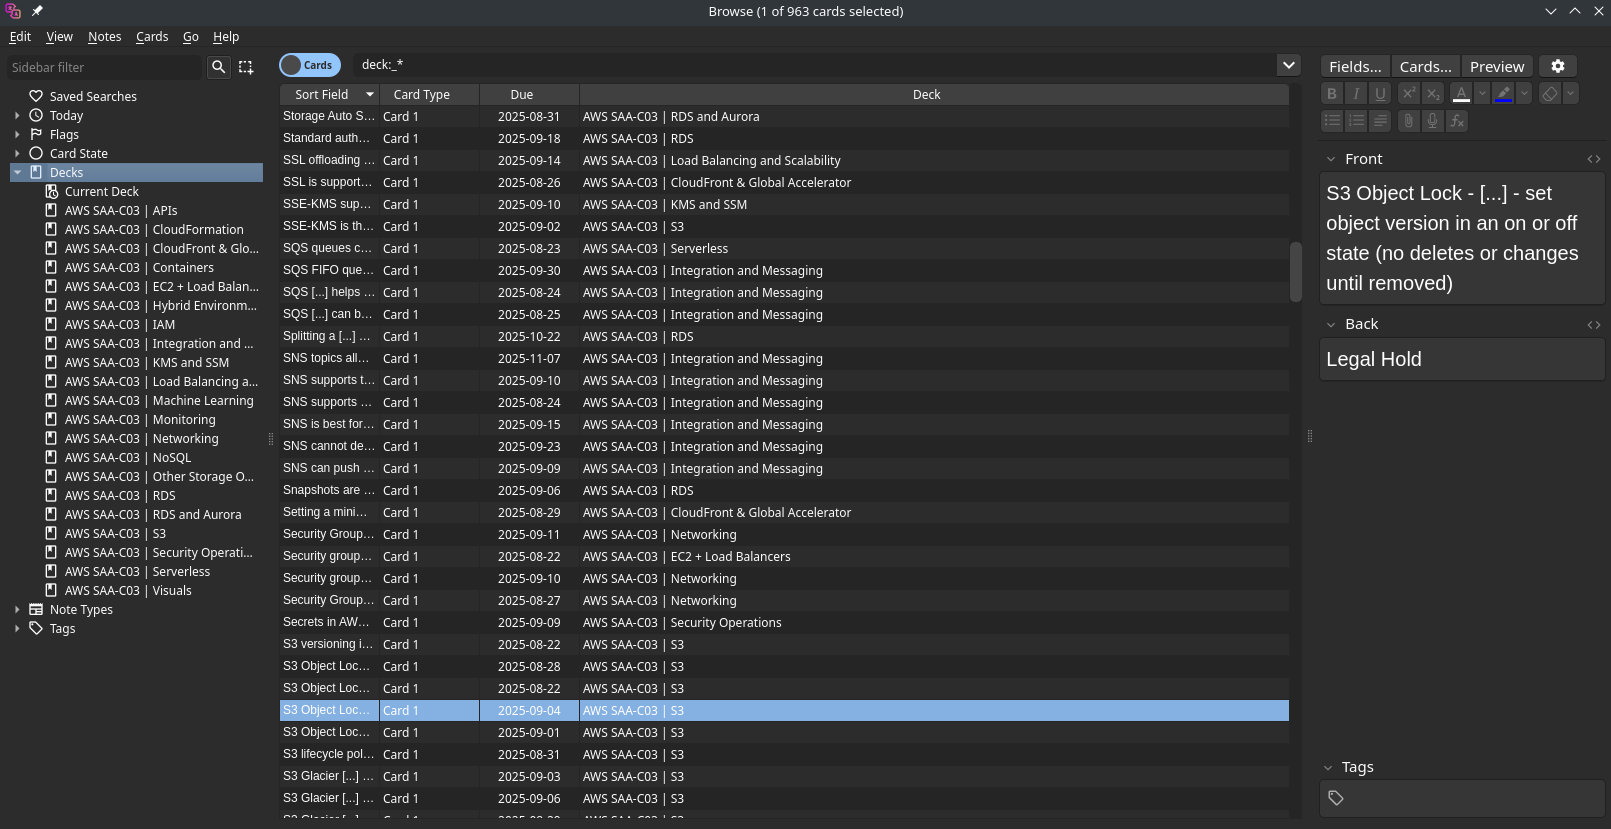 Browse (1 of 963 cards selected)
Edit View Notes Cards Go Help
Sidebar filter
Saved Searches
Today
Flags
Card State
Decks
Current Deck
AWS SAA-C03 | APIs
AWS SAA-C03 | CloudFormation
AWS SAA-C03 | CloudFront & Glo...
AWS SAA-C03 | Containers
AWS SAA-C03 | EC2 + Load Balan...
AWS SAA-C03 | Hybrid Environm...
AWS SAA-C03 | IAM
AWS SAA-C03 | Integration and ...
AWS SAA-C03 | KMS and SSM
AWS SAA-C03 | Load Balancing a...
AWS SAA-C03 | Machine Learning
AWS SAA-C03 | Monitoring
AWS SAA-C03 | Networking
AWS SAA-C03 | NoSQL
AWS SAA-C03 | Other Storage O...
AWS SAA-C03 | RDS
AWS SAA-C03 | RDS and Aurora
AWS SAA-C03 | S3
AWS SAA-C03 | Security Operati...
AWS SAA-C03 | Serverless
AWS SAA-C03 | Visuals
Note Types
Tags
Cards deck:_*
Sort Field Card Type Due Deck
Storage Auto S... Card 1 2025-08-31 AWS SAA-C03 | RDS and Aurora
Standard auth... Card 1 2025-09-18 AWS SAA-C03 | RDS
SSL offloading ... Card 1 2025-09-14 AWS SAA-C03 | Load Balancing and Scalability
SSL is support... Card 1 2025-08-26 AWS SAA-C03 | CloudFront & Global Accelerator
SSE-KMS sup... Card 1 2025-09-10 AWS SAA-C03 | KMS and SSM
SSE-KMS is th... Card 1 2025-09-02 AWS SAA-C03 | S3
SQS queues c... Card 1 2025-08-23 AWS SAA-C03 | Serverless
SQS FIFO que... Card 1 2025-09-30 AWS SAA-C03 | Integration and Messaging
SQS [...] helps ... Card 1 2025-08-24 AWS SAA-C03 | Integration and Messaging
SQS [...] can b... Card 1 2025-08-25 AWS SAA-C03 | Integration and Messaging
Splitting a [...] ... Card 1 2025-10-22 AWS SAA-C03 | RDS
SNS topics all... Card 1 2025-11-07 AWS SAA-C03 | Integration and Messaging
SNS supports t... Card 1 2025-09-10 AWS SAA-C03 | Integration and Messaging
SNS supports ... Card 1 2025-08-24 AWS SAA-C03 | Integration and Messaging
SNS is best for... Card 1 2025-09-15 AWS SAA-C03 | Integration and Messaging
SNS cannot de... Card 1 2025-09-23 AWS SAA-C03 | Integration and Messaging
SNS can push ... Card 1 2025-09-09 AWS SAA-C03 | Integration and Messaging
Snapshots are ... Card 1 2025-09-06 AWS SAA-C03 | RDS
Setting a mini... Card 1 2025-08-29 AWS SAA-C03 | CloudFront & Global Accelerator
Security Group... Card 1 2025-09-11 AWS SAA-C03 | Networking
Security group... Card 1 2025-08-22 AWS SAA-C03 | EC2 + Load Balancers
Security group... Card 1 2025-09-10 AWS SAA-C03 | Networking
Security Group... Card 1 2025-08-27 AWS SAA-C03 | Networking
Secrets in AW... Card 1 2025-09-09 AWS SAA-C03 | Security Operations
S3 versioning i... Card 1 2025-08-22 AWS SAA-C03 | S3
S3 Object Loc... Card 1 2025-08-28 AWS SAA-C03 | S3
S3 Object Loc... Card 1 2025-08-22 AWS SAA-C03 | S3
S3 Object Loc... Card 1 2025-09-04 AWS SAA-C03 | S3
S3 Object Loc... Card 1 2025-09-01 AWS SAA-C03 | S3
S3 lifecycle pol... Card 1 2025-08-31 AWS SAA-C03 | S3
S3 Glacier [...] ... Card 1 2025-09-03 AWS SAA-C03 | S3
S3 Glacier [...] ... Card 1 2025-09-06 AWS SAA-C03 | S3
Fields... Cards... Preview
B I U X² X₂ A
fx
Front
S3 Object Lock - [...] - set
object version in an on or off
state (no deletes or changes
until removed)
Back
Legal Hold
Tags